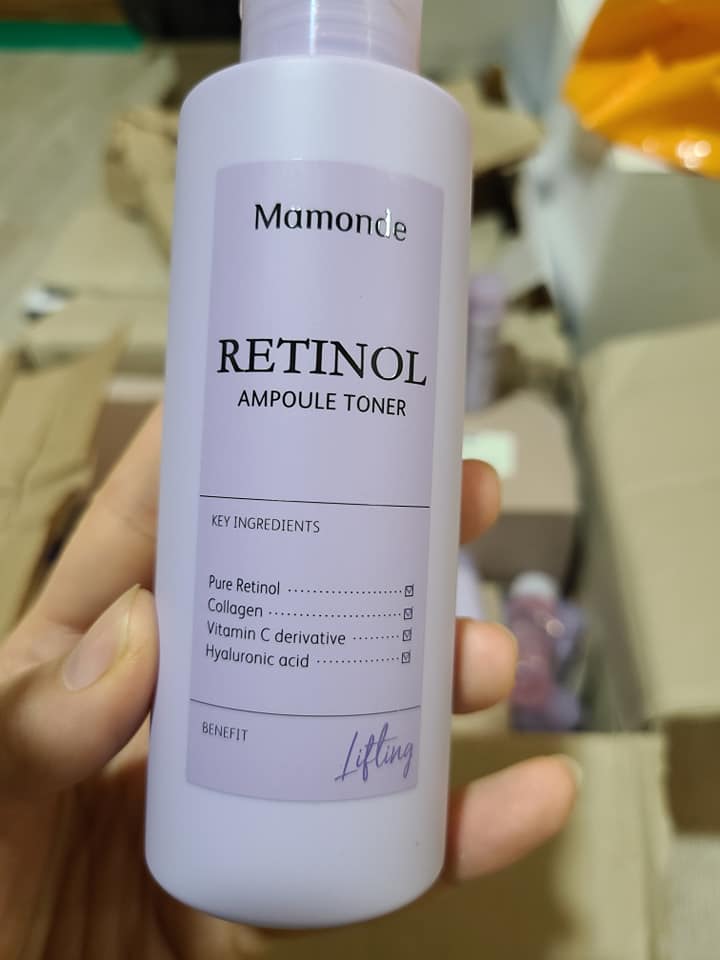 Mamonde
RETINOL
AMPOULE TONER
KEY INGREDIENTS
Pure Retinol ........................ ☑
Collagen ............................ ☑
Vitamin C derivative ......... ☑
Hyaluronic acid ................. ☑
BENEFIT
Lifting